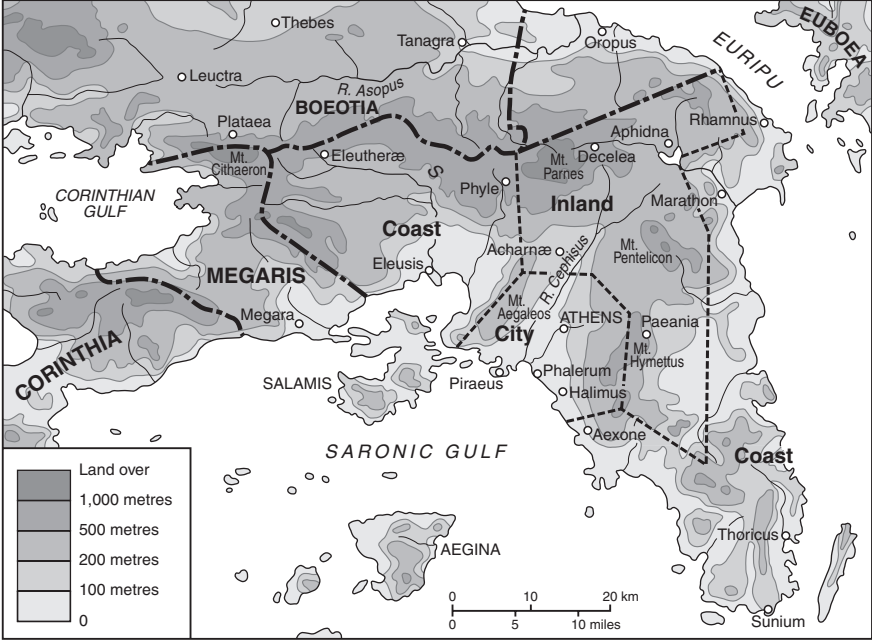 Thebes
Tanagra
Oropus
EUBOEA
EURIPU
Leuctra
R. Asopus
BOEOTIA
Plataea
Aphidna
Rhamnus
Mt.
Cithaeron
Eleutheræ
S
Mt.
Parnes
Decelea
Phyle
CORINTHIAN
GULF
Inland
Marathon
Coast
Acharnæ
R. Cephisus
Mt.
Pentelicon
Eleusis
MEGARIS
Mt.
Aegaleos
Megara
ATHENS
Paeania
City
Mt.
Hymettus
CORINTHIA
SALAMIS
Piraeus
Phalerum
Halimus
Aexone
SARONIC GULF
Coast
Land over
1,000 metres
500 metres
200 metres
100 metres
0
Thoricus
AEGINA
0 10 20 km
0 5 10 miles
Sunium